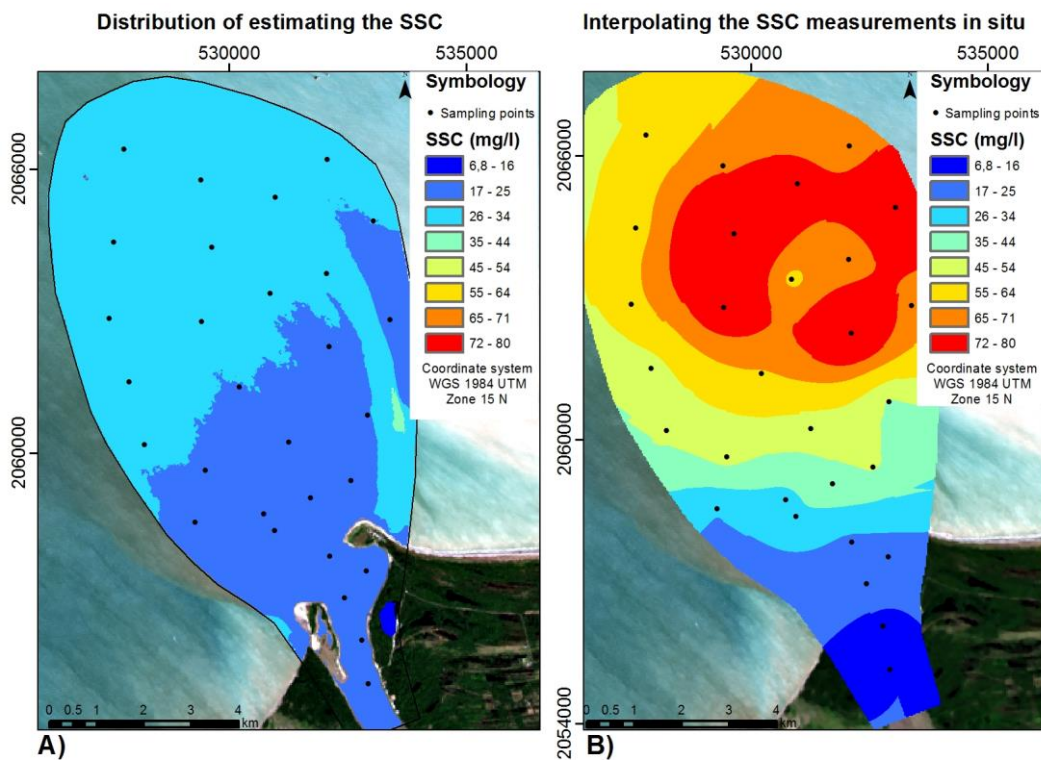 Distribution of estimating the SSC
530000 535000
2066000
2060000
N
Symbology
Sampling points
SSC (mg/l)
6,8 - 16
17 - 25
26 - 34
35 - 44
45 - 54
55 - 64
65 - 71
72 - 80
Coordinate system
WGS 1984 UTM
Zone 15 N
0 0.5 1 2 3 4
km
A)
Interpolating the SSC measurements in situ
530000 535000
2066000
2060000
2054000
N
Symbology
Sampling points
SSC (mg/l)
6,8 - 16
17 - 25
26 - 34
35 - 44
45 - 54
55 - 64
65 - 71
72 - 80
Coordinate system
WGS 1984 UTM
Zone 15 N
0 0.5 1 2 3 4
km
B)